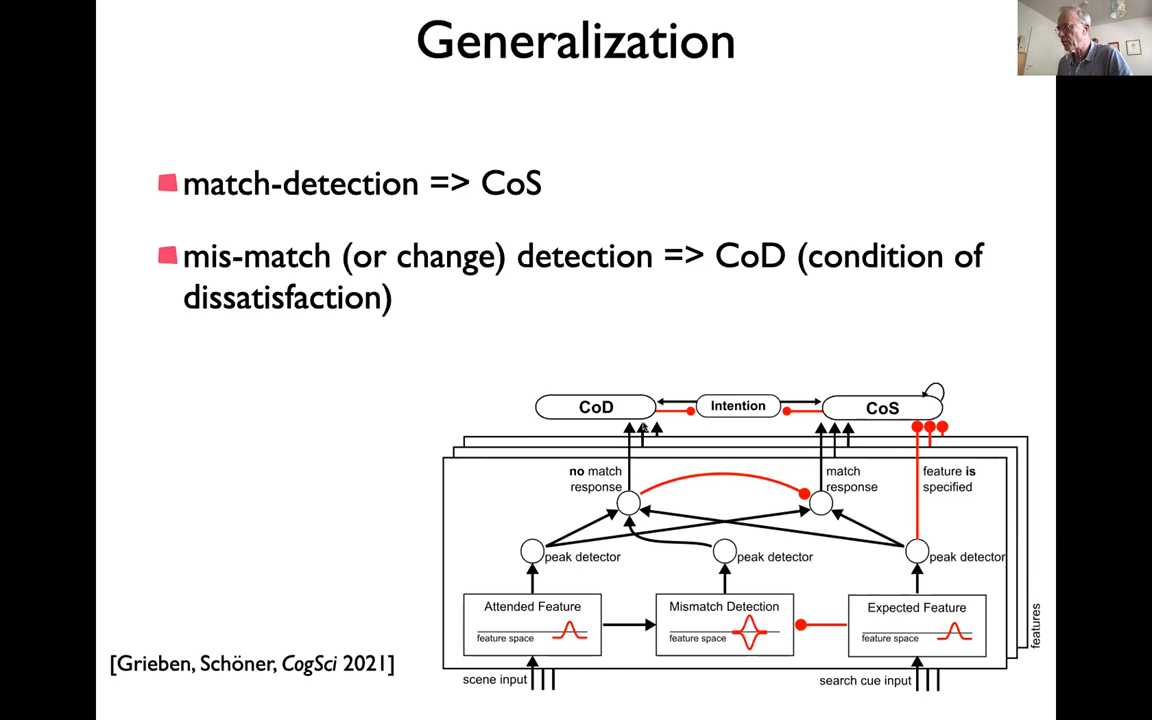 Generalization
match-detection => CoS
mis-match (or change) detection => CoD (condition of
dissatisfaction)
CoD
Intention
CoS
no match
response
match
response
feature is
specified
peak detector
peak detector
peak detector
Attended Feature
feature space
Mismatch Detection
feature space
Expected Feature
feature space
features
scene input
search cue input
[Grieben, Schöner, CogSci 2021]